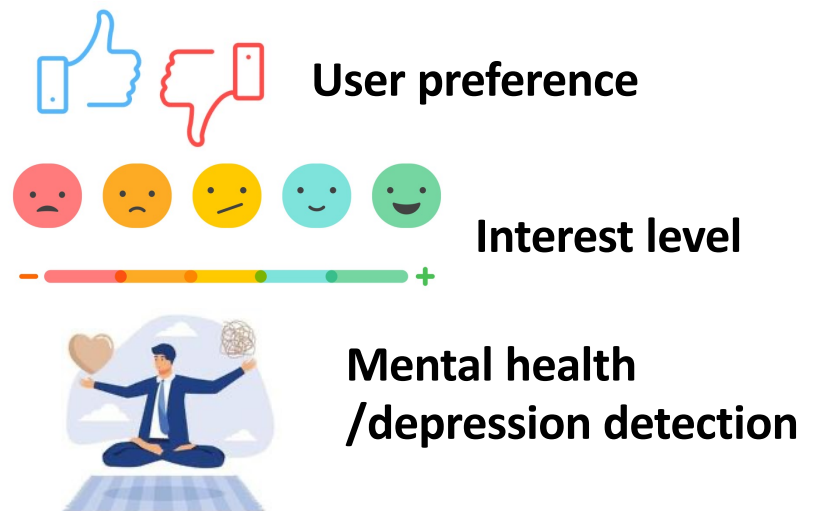 User preference
Interest level
Mental health
/depression detection